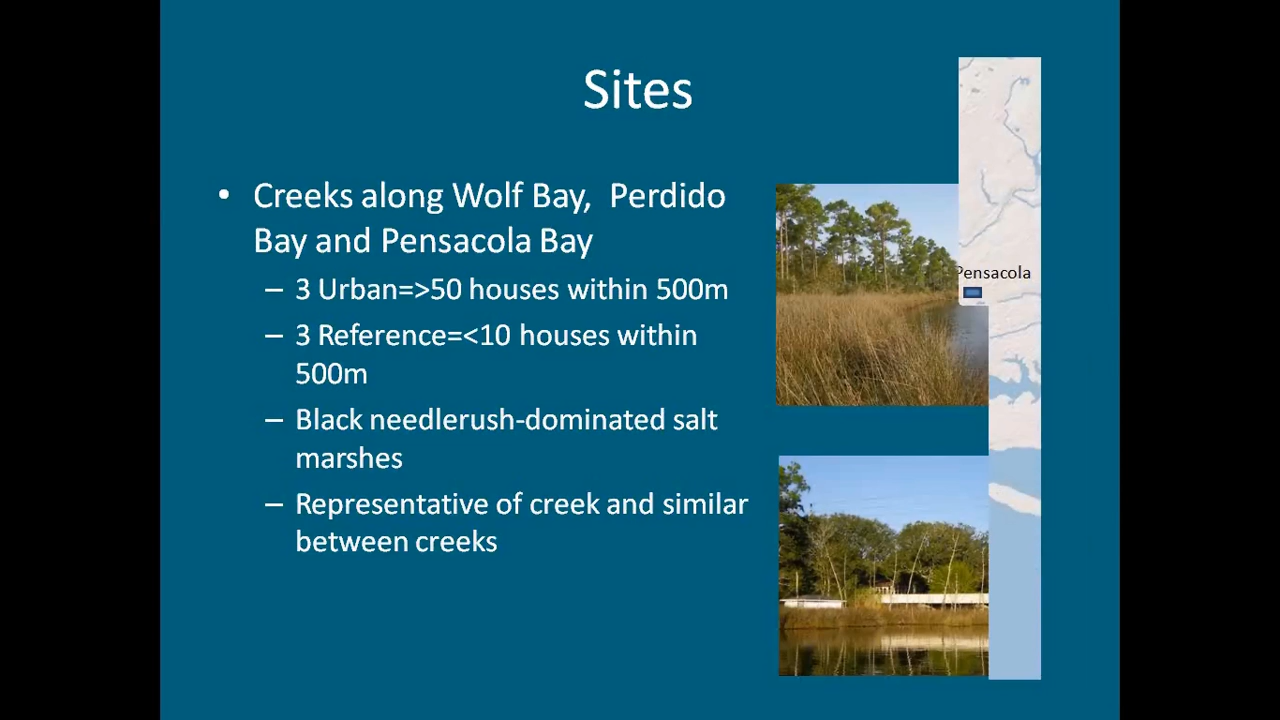 Sites
• Creeks along Wolf Bay,  Perdido
Bay and Pensacola Bay
– 3 Urban=>50 houses within 500m
– 3 Reference=<10 houses within
500m
– Black needlerush-dominated salt
marshes
– Representative of creek and similar
between creeks
Pensacola